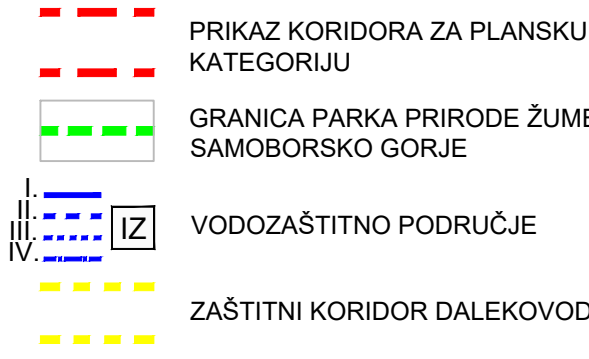 PRIKAZ KORIDORA ZA PLANSKU
KATEGORIJU
GRANICA PARKA PRIRODE ŽUMB
SAMOBORSKO GORJE
I.
II.
III.
IV.
IZ
VODOZAŠTITNO PODRUČJE
ZAŠTITNI KORIDOR DALEKOVOD